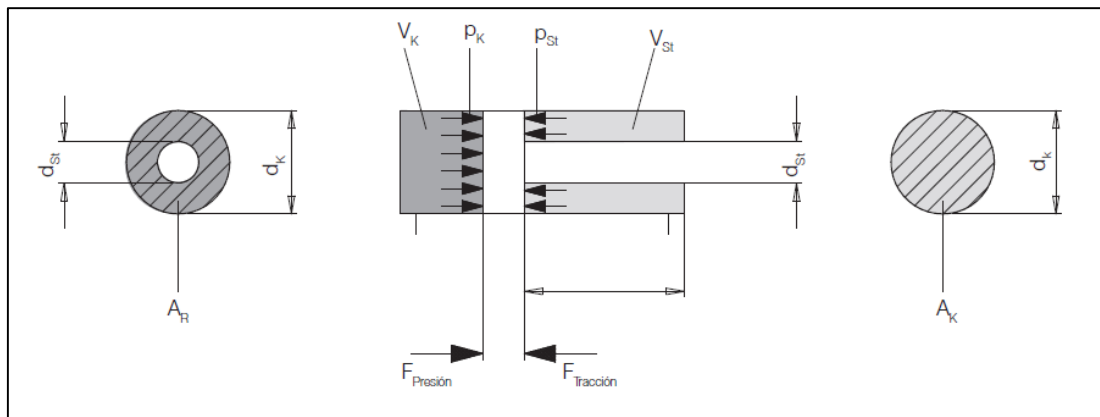 V_K p_K p_St V_St
d_St d_K d_St d_k
A_R A_K
F_Presión F_Tracción